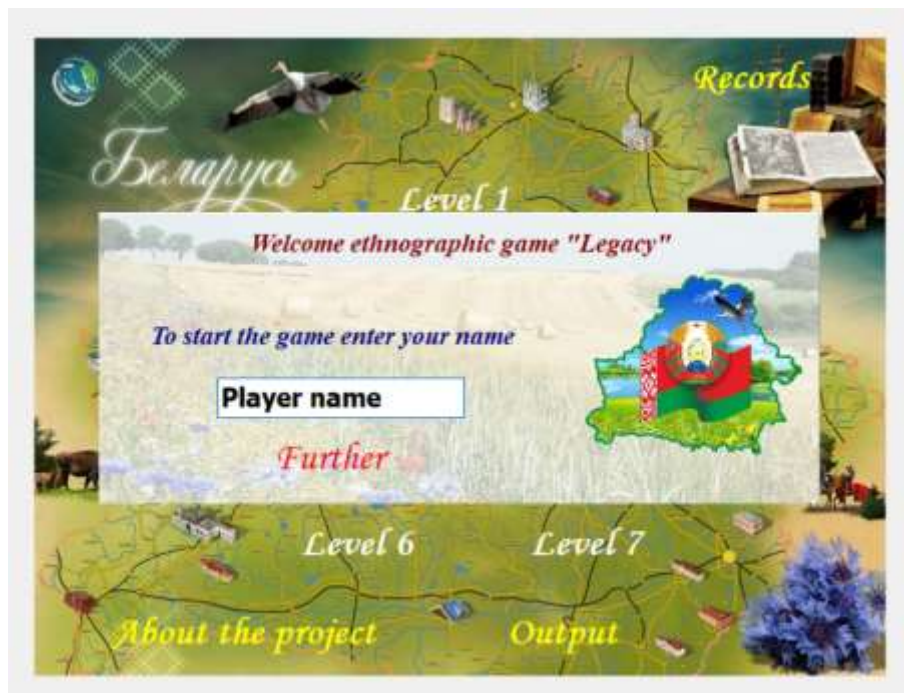 Records
Беларусь
Level 1
Welcome ethnographic game "Legacy"
To start the game enter your name
Player name
Further
Level 6
Level 7
About the project
Output